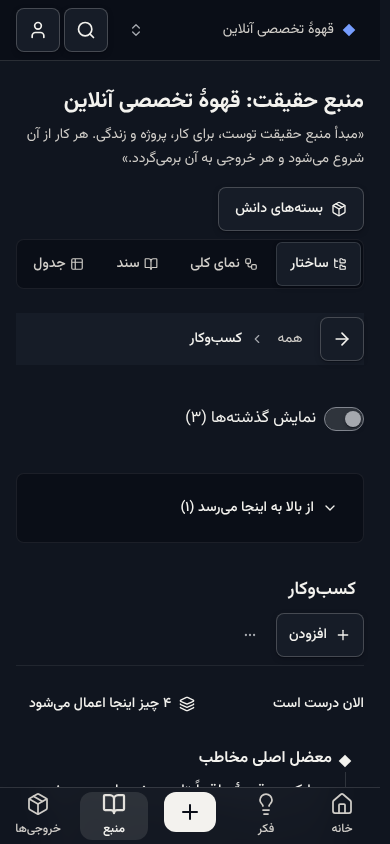 قهوهٔ تخصصی آنلاین
منبع حقیقت: قهوهٔ تخصصی آنلاین
«مبدأ منبع حقیقت توست، برای کار، پروژه و زندگی. هر کار از آن
شروع می‌شود و هر خروجی به آن برمی‌گردد.»
بسته‌های دانش
ساختار
نمای کلی
سند
جدول
همه
کسب‌وکار
نمایش گذشته‌ها (۳)
از بالا به اینجا می‌رسد (۱)
کسب‌وکار
افزودن
...
الان درست است
۴ چیز اینجا اعمال می‌شود
معضل اصلی مخاطب
خانه
فکر
منبع
خروجی‌ها